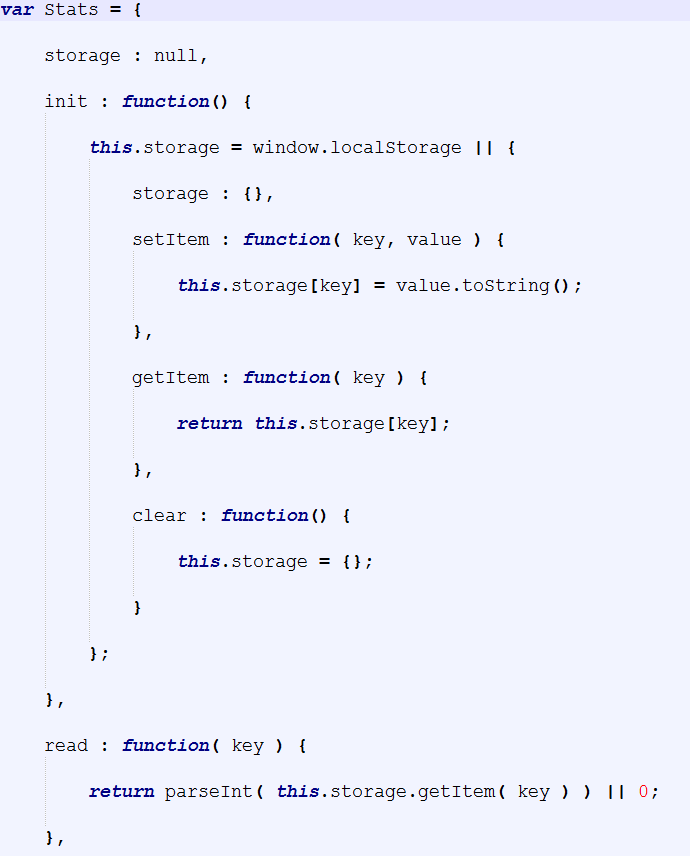 var Stats = {
storage : null,
init : function() {
this.storage = window.localStorage || {
storage : {},
setItem : function( key, value ) {
this.storage[key] = value.toString();
},
getItem : function( key ) {
return this.storage[key];
},
clear : function() {
this.storage = {};
}
};
},
read : function( key ) {
return parseInt( this.storage.getItem( key ) ) || 0;
},